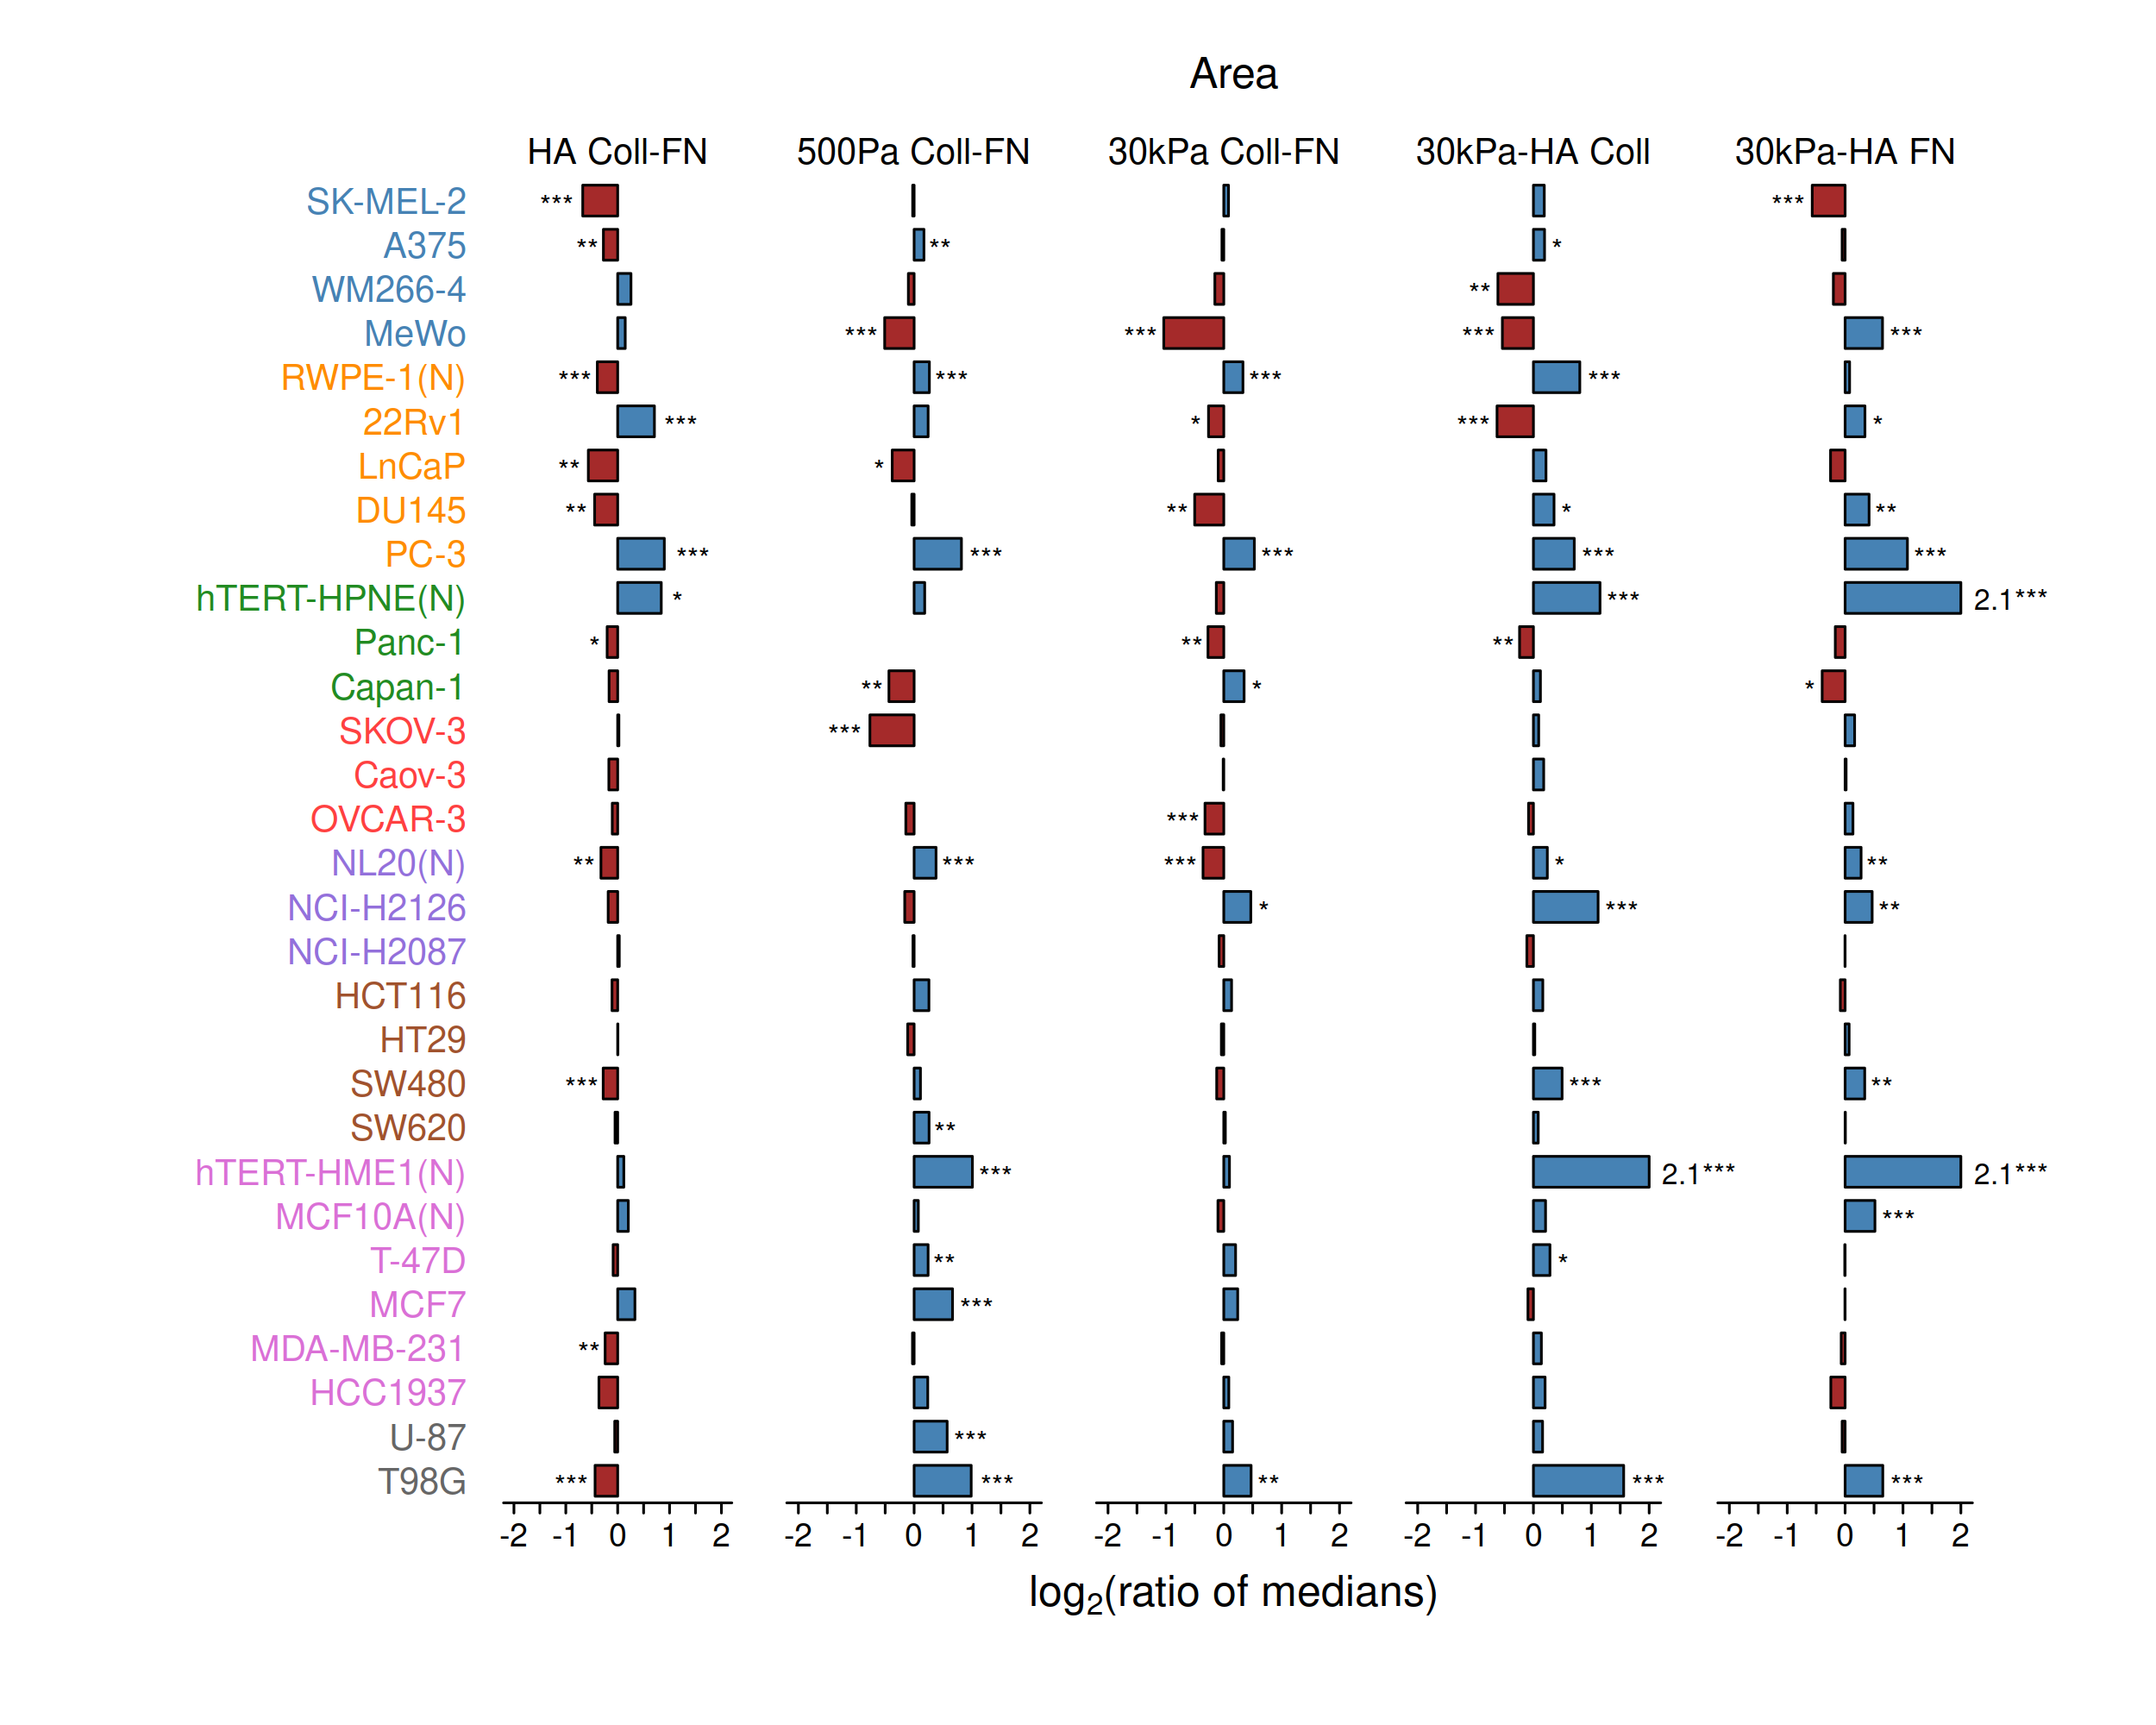 Area
HA Coll-FN 500Pa Coll-FN 30kPa Coll-FN 30kPa-HA Coll 30kPa-HA FN
SK-MEL-2 *** ***
A375 ** ** *
WM266-4 **
MeWo *** *** *** ***
RWPE-1(N) *** *** *** ***
22Rv1 *** * *** *
LnCaP ** *
DU145 ** ** * **
PC-3 *** *** *** *** ***
hTERT-HPNE(N) * *** 2.1***
Panc-1 * ** **
Capan-1 ** * *
SKOV-3 ***
Caov-3
OVCAR-3 ***
NL20(N) ** *** *** * **
NCI-H2126 * *** **
NCI-H2087
HCT116
HT29
SW480 *** *** **
SW620 **
hTERT-HME1(N) *** 2.1*** 2.1***
MCF10A(N) ***
T-47D ** *
MCF7 ***
MDA-MB-231 **
HCC1937
U-87 ***
T98G *** *** ** *** ***
-2 -1 0 1 2 -2 -1 0 1 2 -2 -1 0 1 2 -2 -1 0 1 2 -2 -1 0 1 2
log₂(ratio of medians)